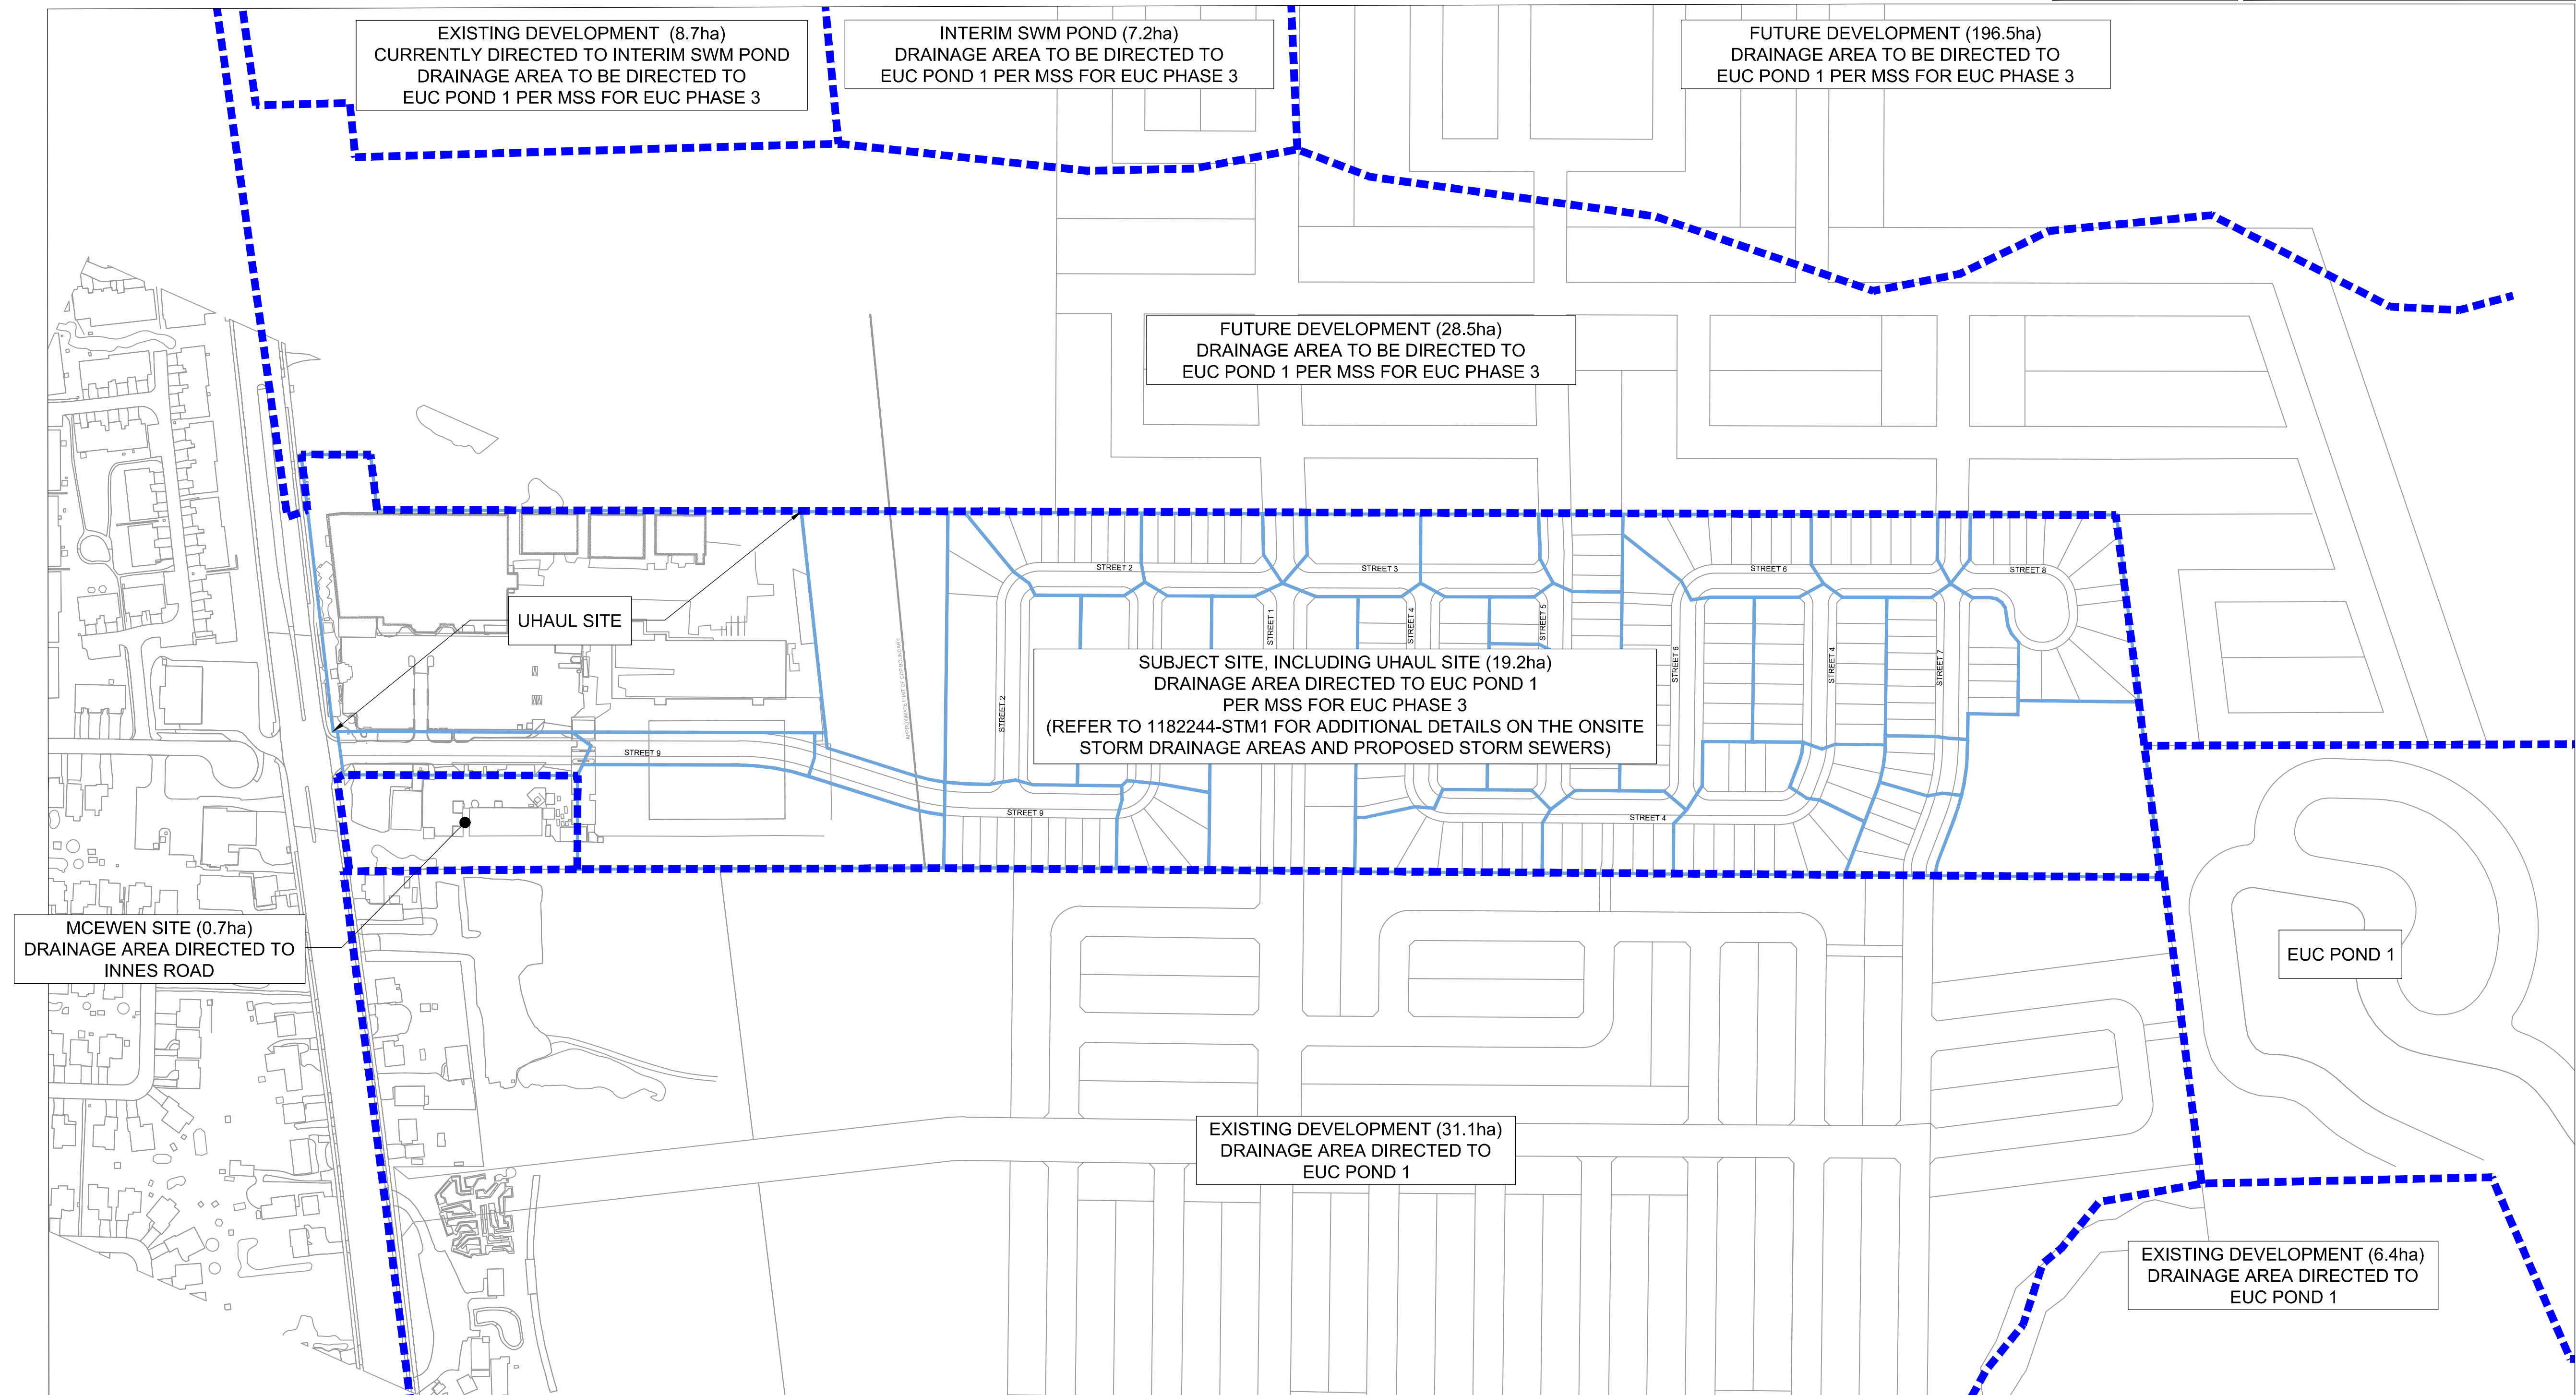 EXISTING DEVELOPMENT (8.7ha)
CURRENTLY DIRECTED TO INTERIM SWM POND
DRAINAGE AREA TO BE DIRECTED TO
EUC POND 1 PER MSS FOR EUC PHASE 3
INTERIM SWM POND (7.2ha)
DRAINAGE AREA TO BE DIRECTED TO
EUC POND 1 PER MSS FOR EUC PHASE 3
FUTURE DEVELOPMENT (196.5ha)
DRAINAGE AREA TO BE DIRECTED TO
EUC POND 1 PER MSS FOR EUC PHASE 3
FUTURE DEVELOPMENT (28.5ha)
DRAINAGE AREA TO BE DIRECTED TO
EUC POND 1 PER MSS FOR EUC PHASE 3
STREET 2
STREET 3
STREET 6
STREET 8
UHAUL SITE
STREET 1
STREET 4
STREET 5
SUBJECT SITE, INCLUDING UHAUL SITE (19.2ha)
DRAINAGE AREA DIRECTED TO EUC POND 1
PER MSS FOR EUC PHASE 3
(REFER TO 1182244-STM1 FOR ADDITIONAL DETAILS ON THE ONSITE
STORM DRAINAGE AREAS AND PROPOSED STORM SEWERS)
STREET 6
STREET 4
STREET 7
APPROXIMATE LIMIT OF CDP BOUNDARY
STREET 2
STREET 9
STREET 9
STREET 4
MCEWEN SITE (0.7ha)
DRAINAGE AREA DIRECTED TO
INNES ROAD
EUC POND 1
EXISTING DEVELOPMENT (31.1ha)
DRAINAGE AREA DIRECTED TO
EUC POND 1
EXISTING DEVELOPMENT (6.4ha)
DRAINAGE AREA DIRECTED TO
EUC POND 1